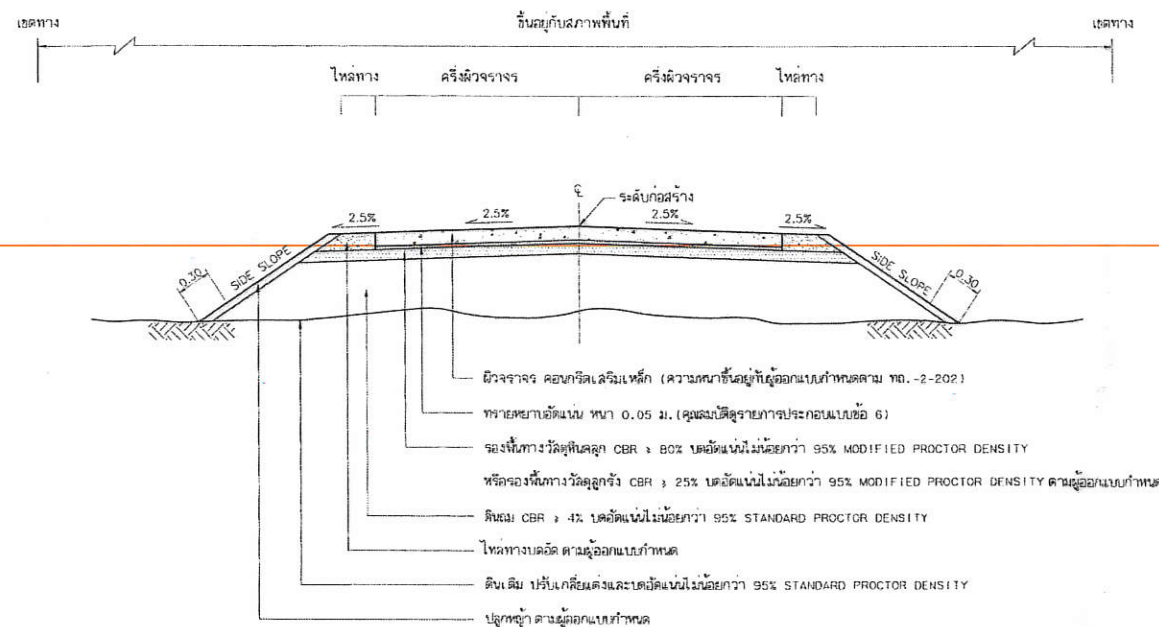 เขตทาง ขึ้นอยู่กับสภาพพื้นที่ เขตทาง
ไหล่ทาง ครึ่งผิวจราจร ครึ่งผิวจราจร ไหล่ทาง
℄ ระดับก่อสร้าง
2.5% 2.5% 2.5% 2.5%
0.30 SIDE SLOPE SIDE SLOPE 0.30
ผิวจราจร คอนกรีตเสริมเหล็ก (ความหนาขึ้นอยู่กับผู้ออกแบบกำหนดตาม ทถ.-2-202)
ทรายหยาบอัดแน่น หนา 0.05 ม.(คุณสมบัติดูรายการประกอบแบบข้อ 6)
รองพื้นทางวัสดุหินคลุก CBR ≥ 80% บดอัดแน่นไม่น้อยกว่า 95% MODIFIED PROCTOR DENSITY
หรือรองพื้นทางวัสดุลูกรัง CBR ≥ 25% บดอัดแน่นไม่น้อยกว่า 95% MODIFIED PROCTOR DENSITY ตามผู้ออกแบบกำหนด
ดินถม CBR ≥ 4% บดอัดแน่นไม่น้อยกว่า 95% STANDARD PROCTOR DENSITY
ไหล่ทางบดอัด ตามผู้ออกแบบกำหนด
ดินเดิม ปรับเกลี่ยแต่งและบดอัดแน่นไม่น้อยกว่า 95% STANDARD PROCTOR DENSITY
ปลูกหญ้า ตามผู้ออกแบบกำหนด